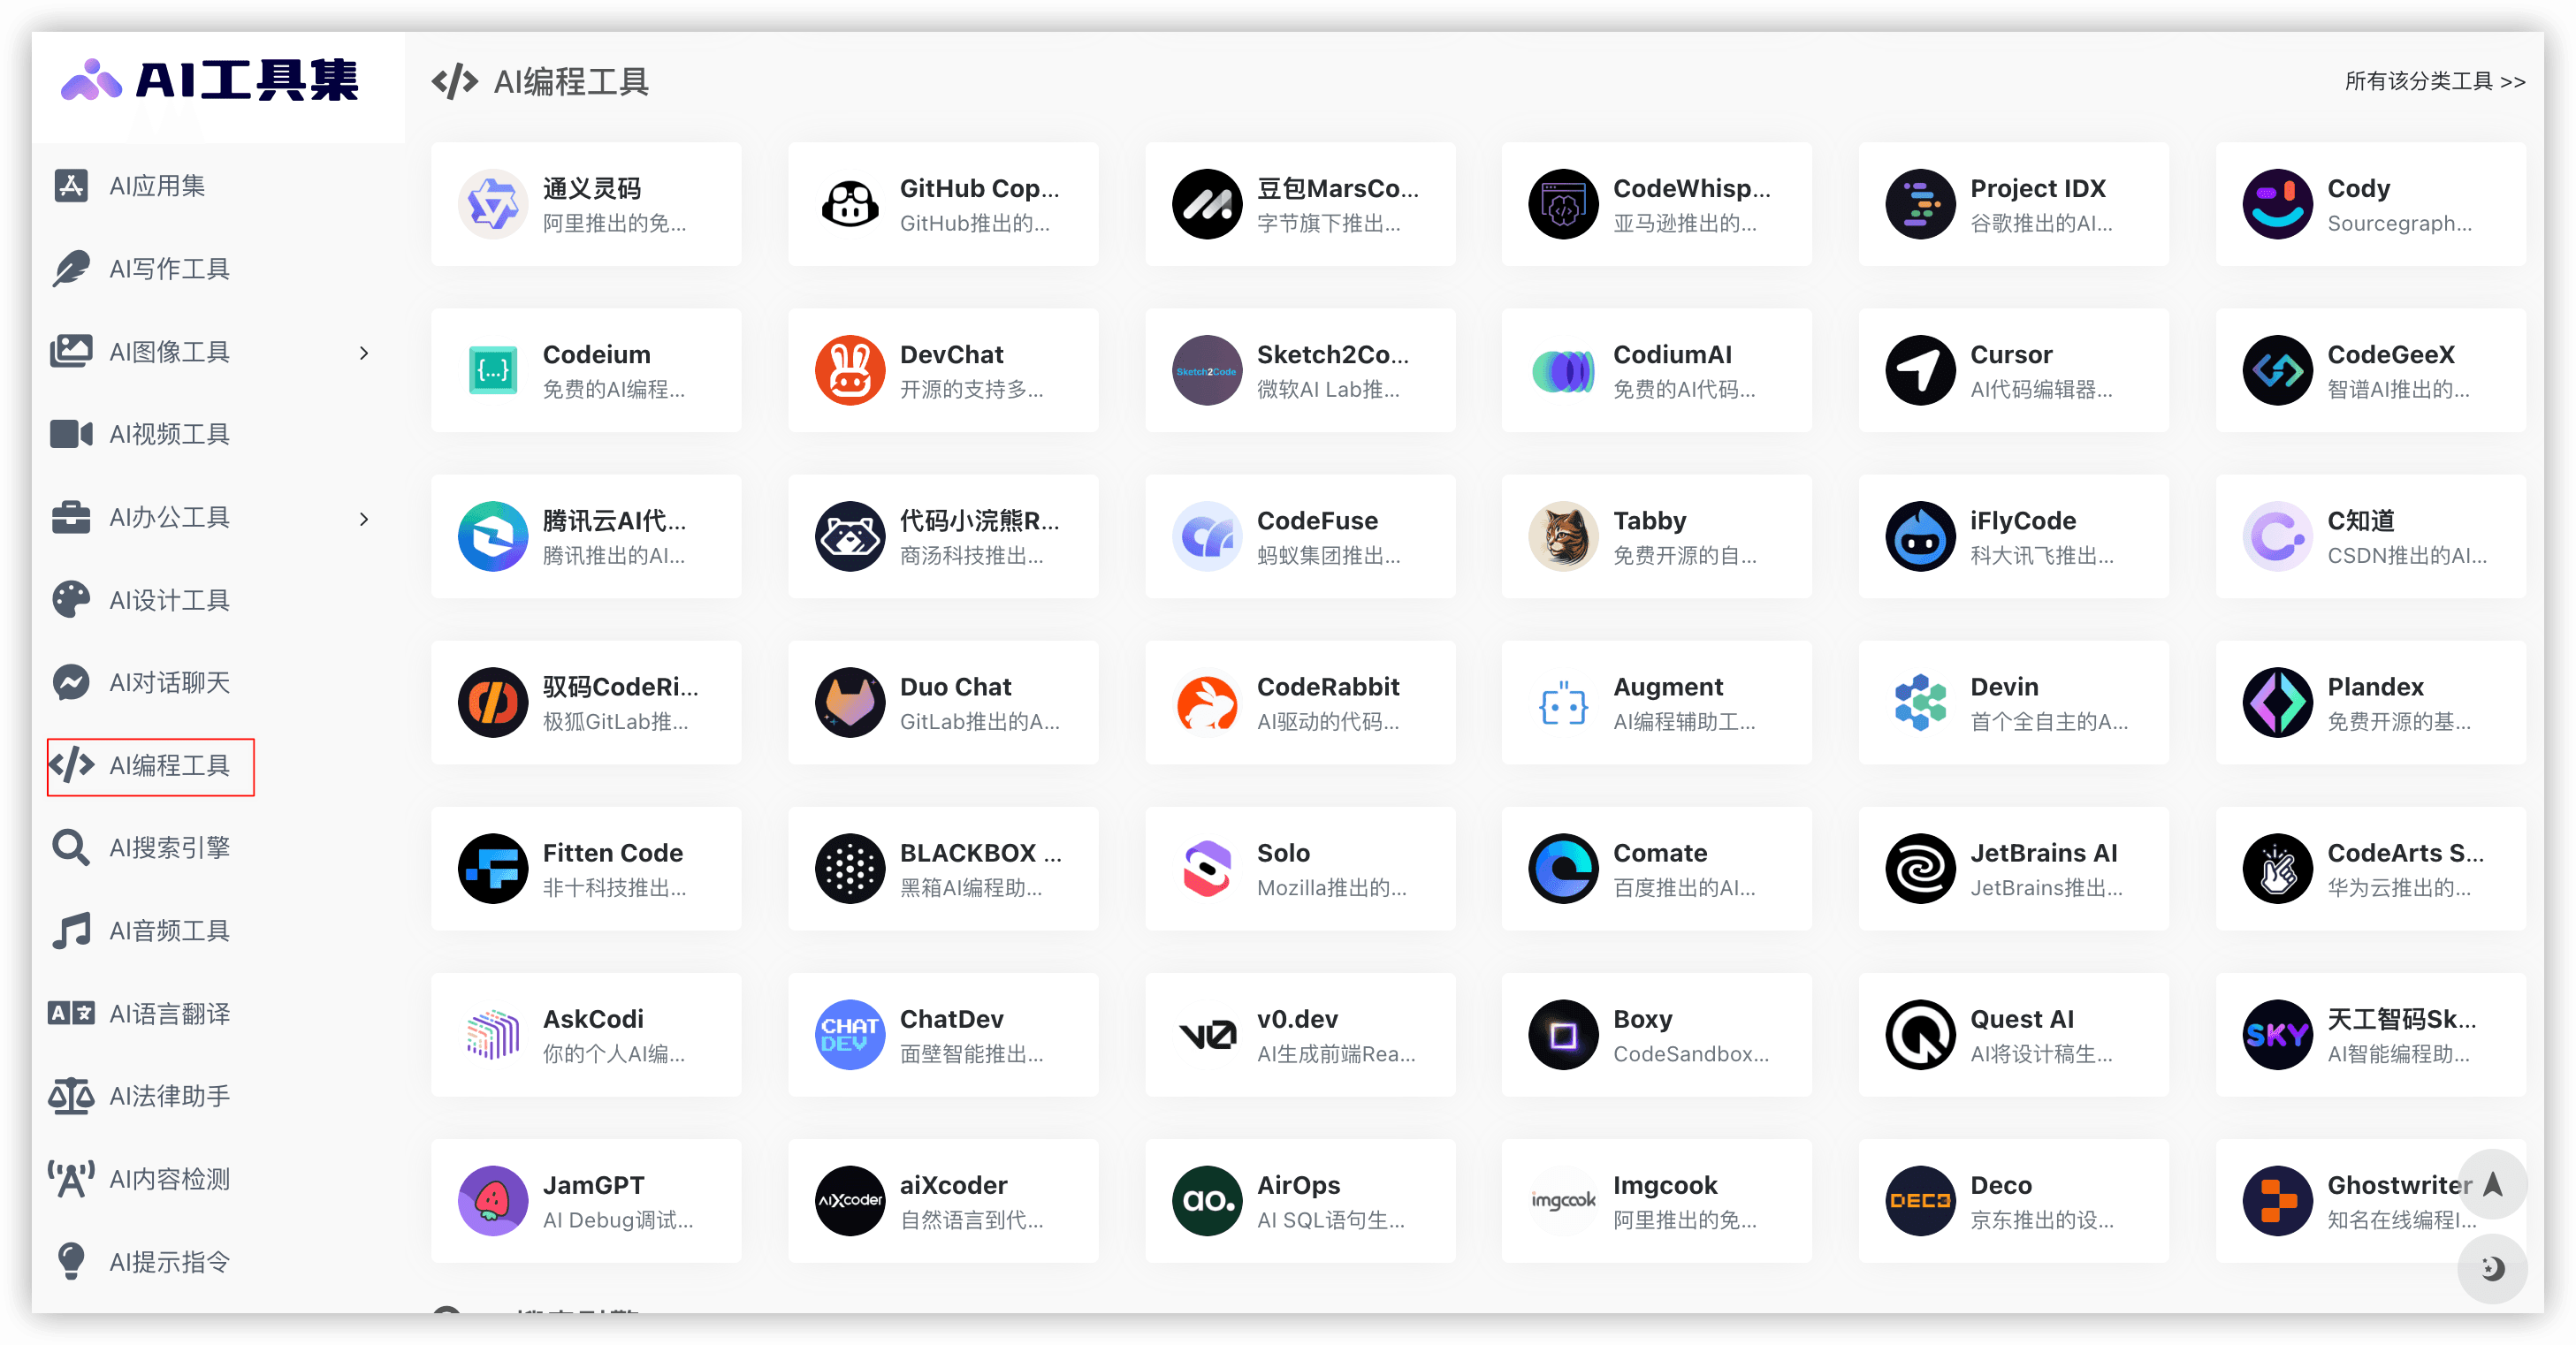 AI工具集
AI应用集
AI写作工具
AI图像工具
AI视频工具
AI办公工具
AI设计工具
AI对话聊天
AI编程工具
AI搜索引擎
AI音频工具
AI语言翻译
AI法律助手
AI内容检测
AI提示指令
AI编程工具
所有该分类工具 >>
通义灵码
阿里推出的免...
GitHub Cop...
GitHub推出的...
豆包MarsCo...
字节旗下推出...
CodeWhisp...
亚马逊推出的...
Project IDX
谷歌推出的AI...
Cody
Sourcegraph...
Codeium
免费的AI编程...
DevChat
开源的支持多...
Sketch2Code
Sketch2Co...
微软AI Lab推...
CodiumAI
免费的AI代码...
Cursor
AI代码编辑器...
CodeGeeX
智谱AI推出的...
腾讯云AI代...
腾讯推出的AI...
代码小浣熊R...
商汤科技推出...
CodeFuse
蚂蚁集团推出...
Tabby
免费开源的自...
iFlyCode
科大讯飞推出...
C知道
CSDN推出的AI...
驭码CodeRi...
极狐GitLab推...
Duo Chat
GitLab推出的A...
CodeRabbit
AI驱动的代码...
Augment
AI编程辅助工...
Devin
首个全自主的A...
Plandex
免费开源的基...
Fitten Code
非十科技推出...
BLACKBOX ...
黑箱AI编程助...
Solo
Mozilla推出的...
Comate
百度推出的AI...
JetBrains AI
JetBrains推出...
CodeArts S...
华为云推出的...
AskCodi
你的个人AI编...
CHAT
DEV
ChatDev
面壁智能推出...
v0
v0.dev
AI生成前端Rea...
Boxy
CodeSandbox...
Quest AI
AI将设计稿生...
SKY
天工智码Sk...
AI智能编程助...
JamGPT
AI Debug调试...
aiXcoder
aiXcoder
自然语言到代...
ao.
AirOps
AI SQL语句生...
imgcook
Imgcook
阿里推出的免...
DECO
Deco
京东推出的设...
Ghostwriter
知名在线编程I...